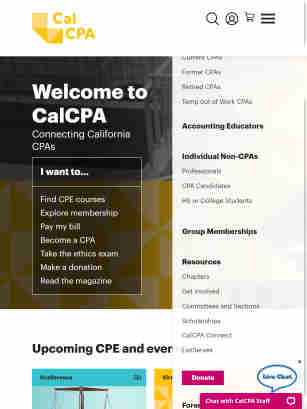 Cal
CPA
Current CPAs
Former CPAs
Retired CPAs
Temp out of Work CPAs
Accounting Educators
Individual Non-CPAs
Professionals
CPA Candidates
HS or College Students
Group Memberships
Resources
Chapters
Get Involved
Committees and Sections
Scholarships
CalCPA Connect
ListServes
Donate
Welcome to
CalCPA
Connecting California
CPAs
I want to...
Find CPE courses
Explore membership
Pay my bill
Become a CPA
Take the ethics exam
Make a donation
Read the magazine
Upcoming CPE and even
Conference
Live Chat
Chat with CalCPA Staff